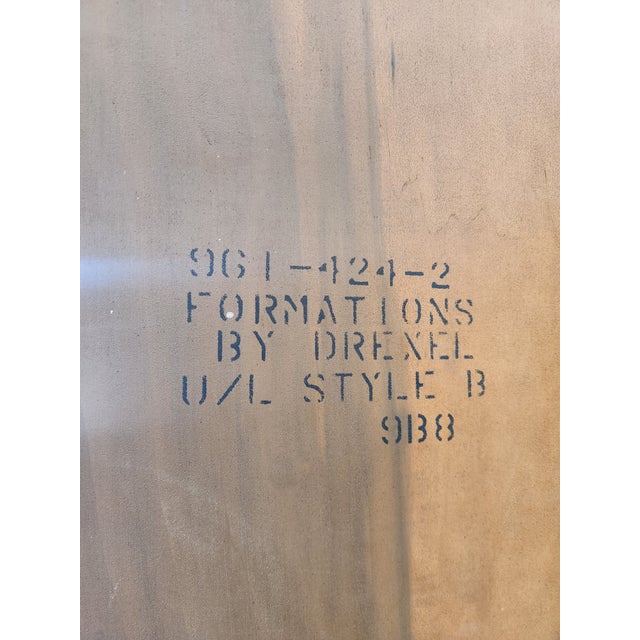 961-424-2
FORMATIONS
BY DREXEL
U/L STYLE B
9B8